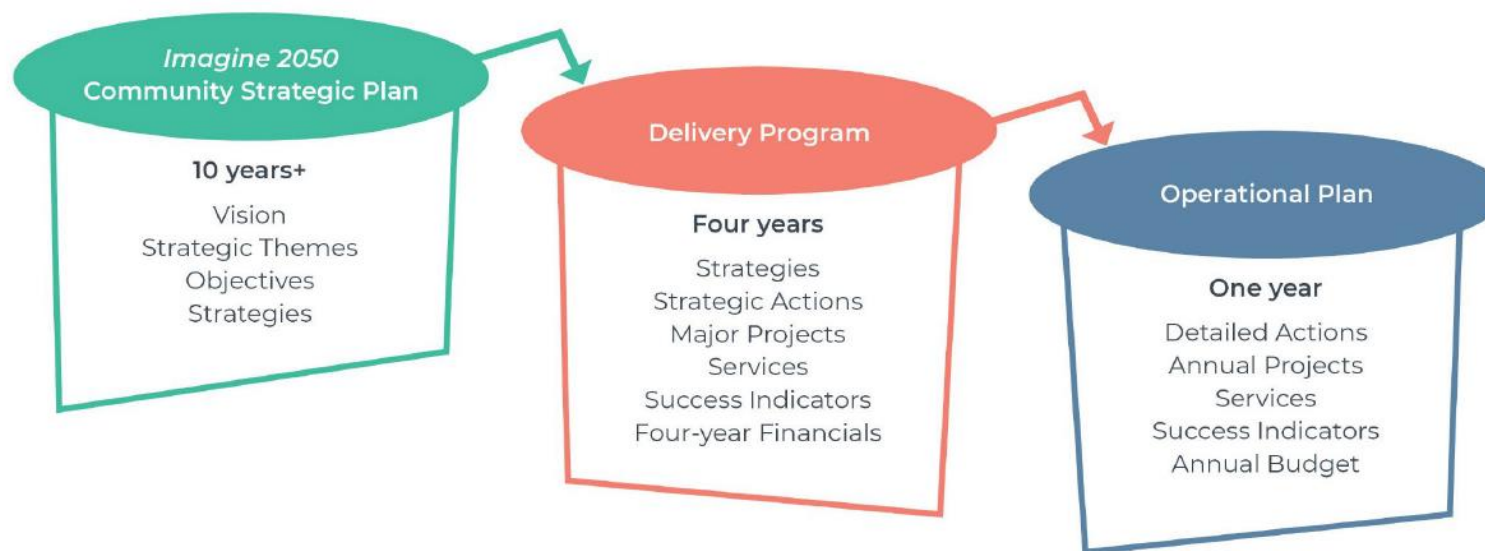 Imagine 2050
Community Strategic Plan
10 years+
Vision
Strategic Themes
Objectives
Strategies
Delivery Program
Four years
Strategies
Strategic Actions
Major Projects
Services
Success Indicators
Four-year Financials
Operational Plan
One year
Detailed Actions
Annual Projects
Services
Success Indicators
Annual Budget